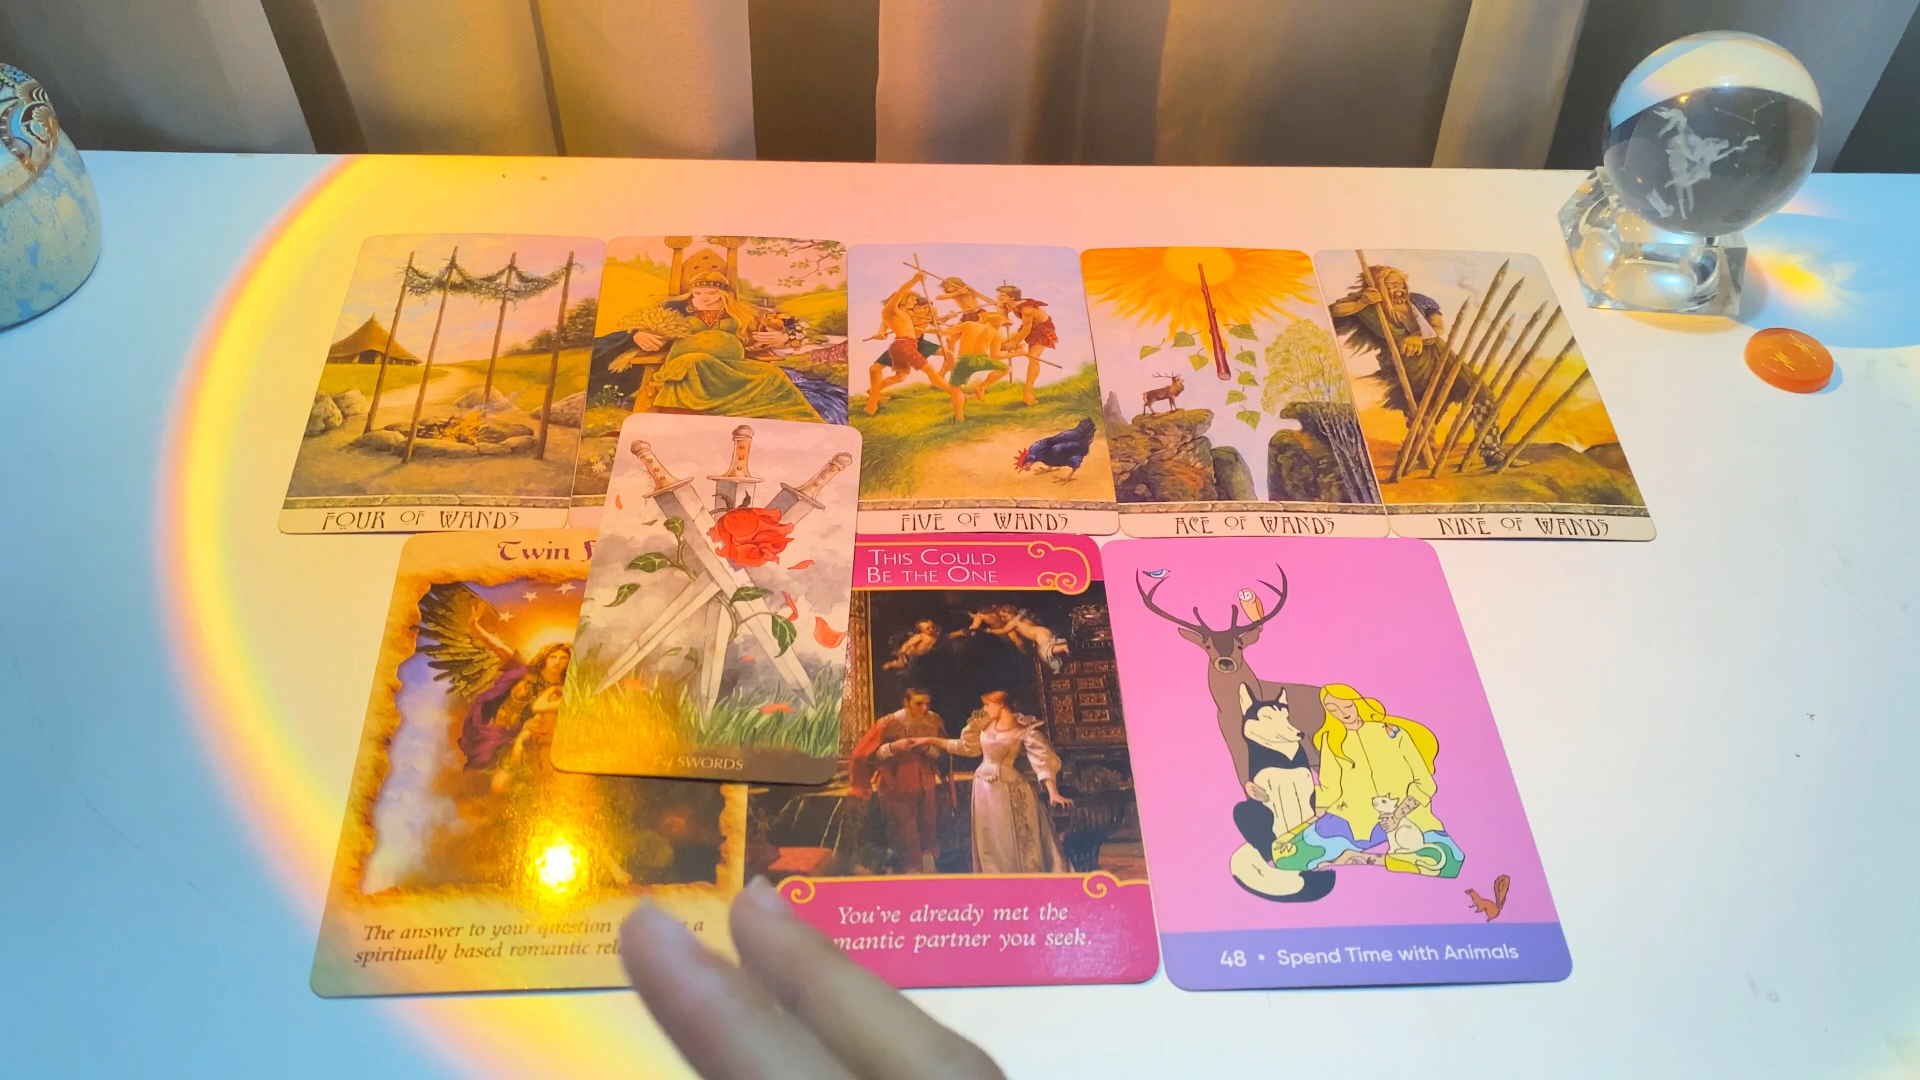 FOUR OF WANDS
FIVE OF WANDS
ACE OF WANDS
NINE OF WANDS
Twin
THIS COULD
BE THE ONE
SWORDS
The answer to your question
a
spiritually based romantic
You've already met the
partner you seek.
48 • Spend Time with Animals